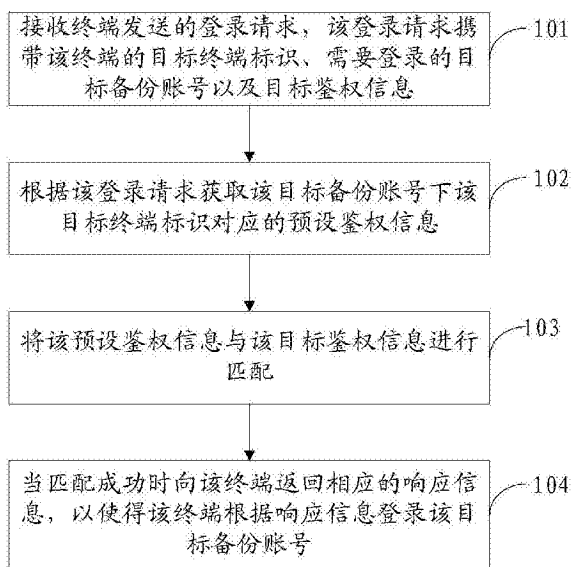 接收终端发送的登录请求，该登录请求携
带该终端的目标终端标识、需要登录的目
标备份账号以及目标鉴权信息
101
根据该登录请求获取该目标备份账号下该
目标终端标识对应的预设鉴权信息
102
将该预设鉴权信息与该目标鉴权信息进行
匹配
103
当匹配成功时向该终端返回相应的响应信
息，以使得该终端根据响应信息登录该目
标备份账号
104